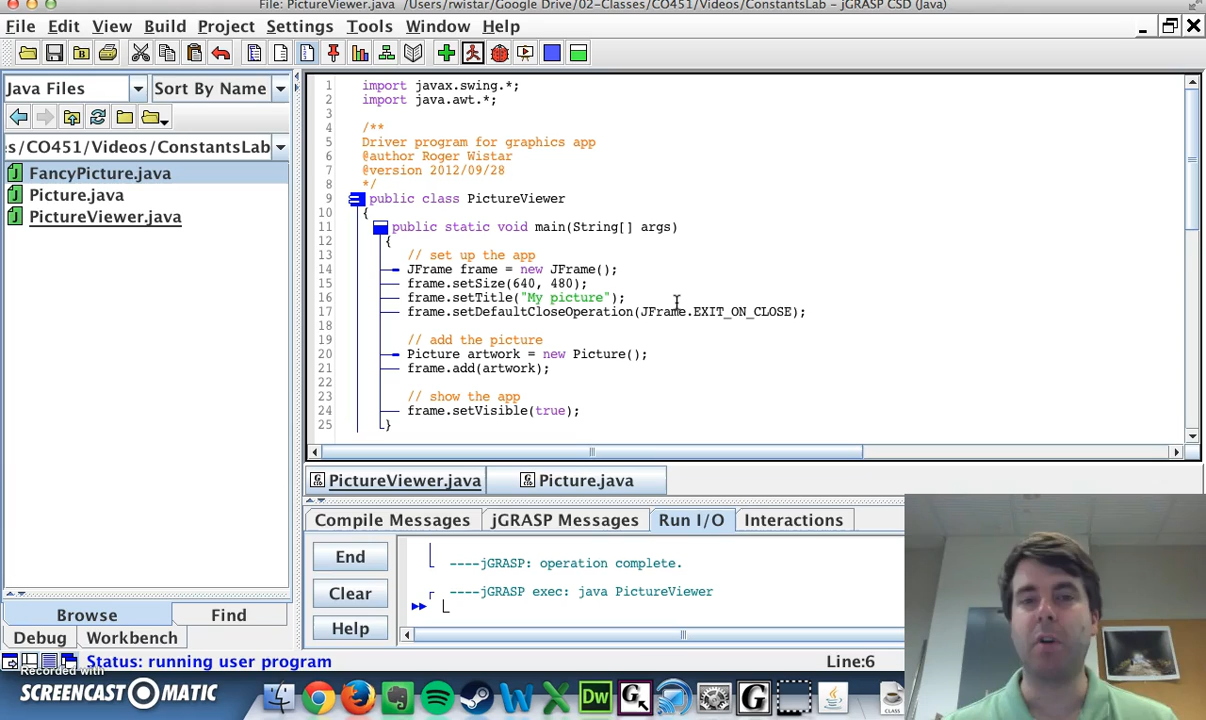 File: PictureViewer.java /Users/rwistar/Google Drive/02-Classes/CO451/Videos/ConstantsLab - jGRASP CSD (Java)
File Edit View Build Project Settings Tools Window Help
Java Files Sort By Name
s/CO451/Videos/ConstantsLab
FancyPicture.java
Picture.java
PictureViewer.java
1 import javax.swing.*;
2 import java.awt.*;
3
4 /**
5 Driver program for graphics app
6 @author Roger Wistar
7 @version 2012/09/28
8 */
9 public class PictureViewer
10 {
11 public static void main(String[] args)
12 {
13 // set up the app
14 JFrame frame = new JFrame();
15 frame.setSize(640, 480);
16 frame.setTitle("My picture");
17 frame.setDefaultCloseOperation(JFrame.EXIT_ON_CLOSE);
18
19 // add the picture
20 Picture artwork = new Picture();
21 frame.add(artwork);
22
23 // show the app
24 frame.setVisible(true);
25 }
PictureViewer.java Picture.java
Compile Messages jGRASP Messages Run I/O Interactions
End
Clear
Help
----jGRASP: operation complete.
----jGRASP exec: java PictureViewer
Browse Find
Debug Workbench
Status: running user program Line:6
Recorded with
SCREENCAST-O-MATIC
W X Dw G G
CLASS